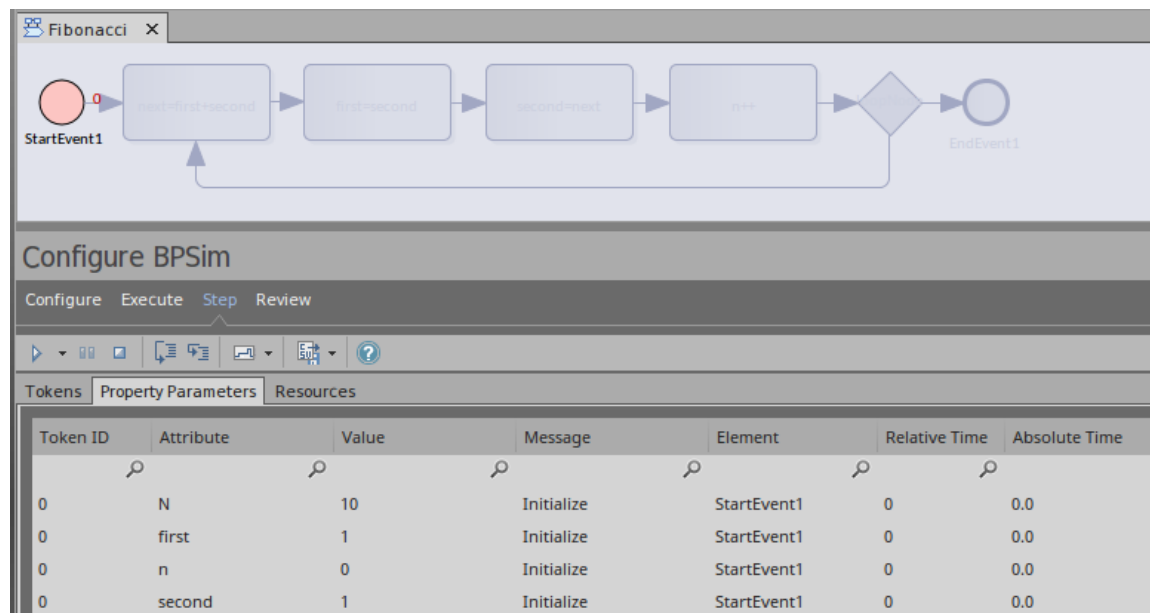 Fibonacci
0
next=first+second
first=second
second=next
n++
StartEvent1
EndEvent1
Configure BPSim
Configure Execute Step Review
Tokens Property Parameters Resources
Token ID Attribute Value Message Element Relative Time Absolute Time
0 N 10 Initialize StartEvent1 0 0.0
0 first 1 Initialize StartEvent1 0 0.0
0 n 0 Initialize StartEvent1 0 0.0
0 second 1 Initialize StartEvent1 0 0.0